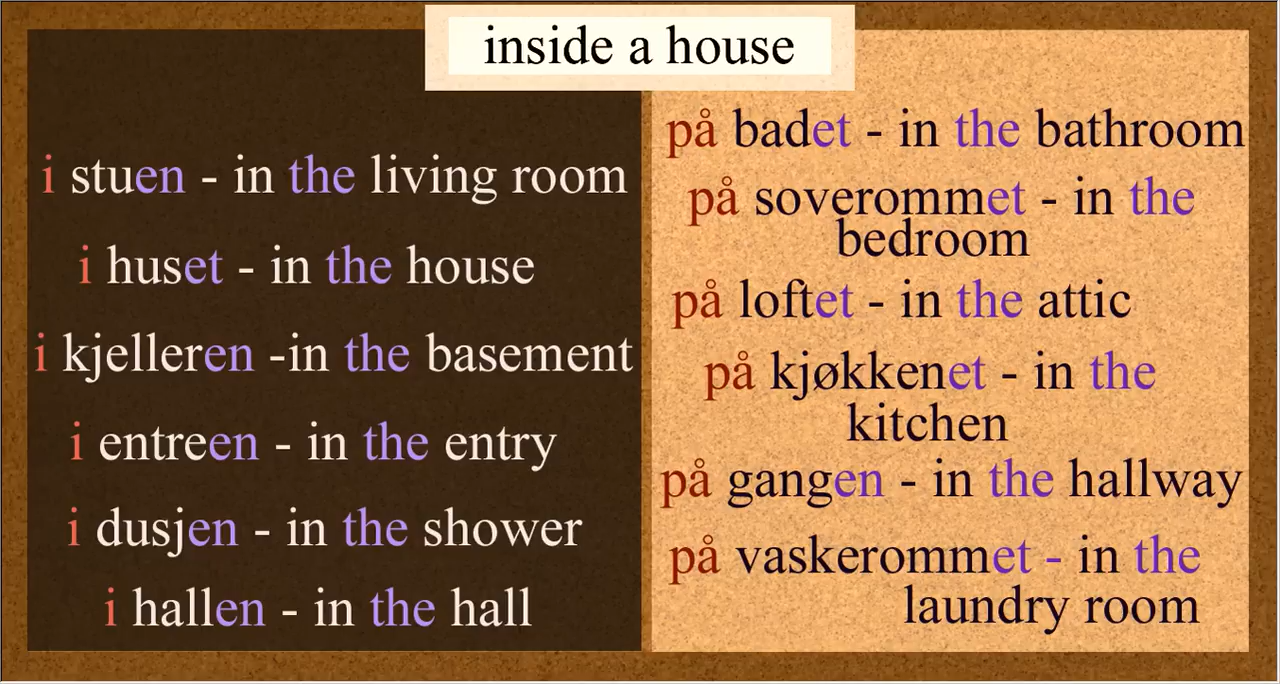 inside a house
i stuen - in the living room
i huset - in the house
i kjelleren -in the basement
i entreen - in the entry
i dusjen - in the shower
i hallen - in the hall
på badet - in the bathroom
på soverommet - in the
bedroom
på loftet - in the attic
på kjøkkenet - in the
kitchen
på gangen - in the hallway
på vaskerommet - in the
laundry room